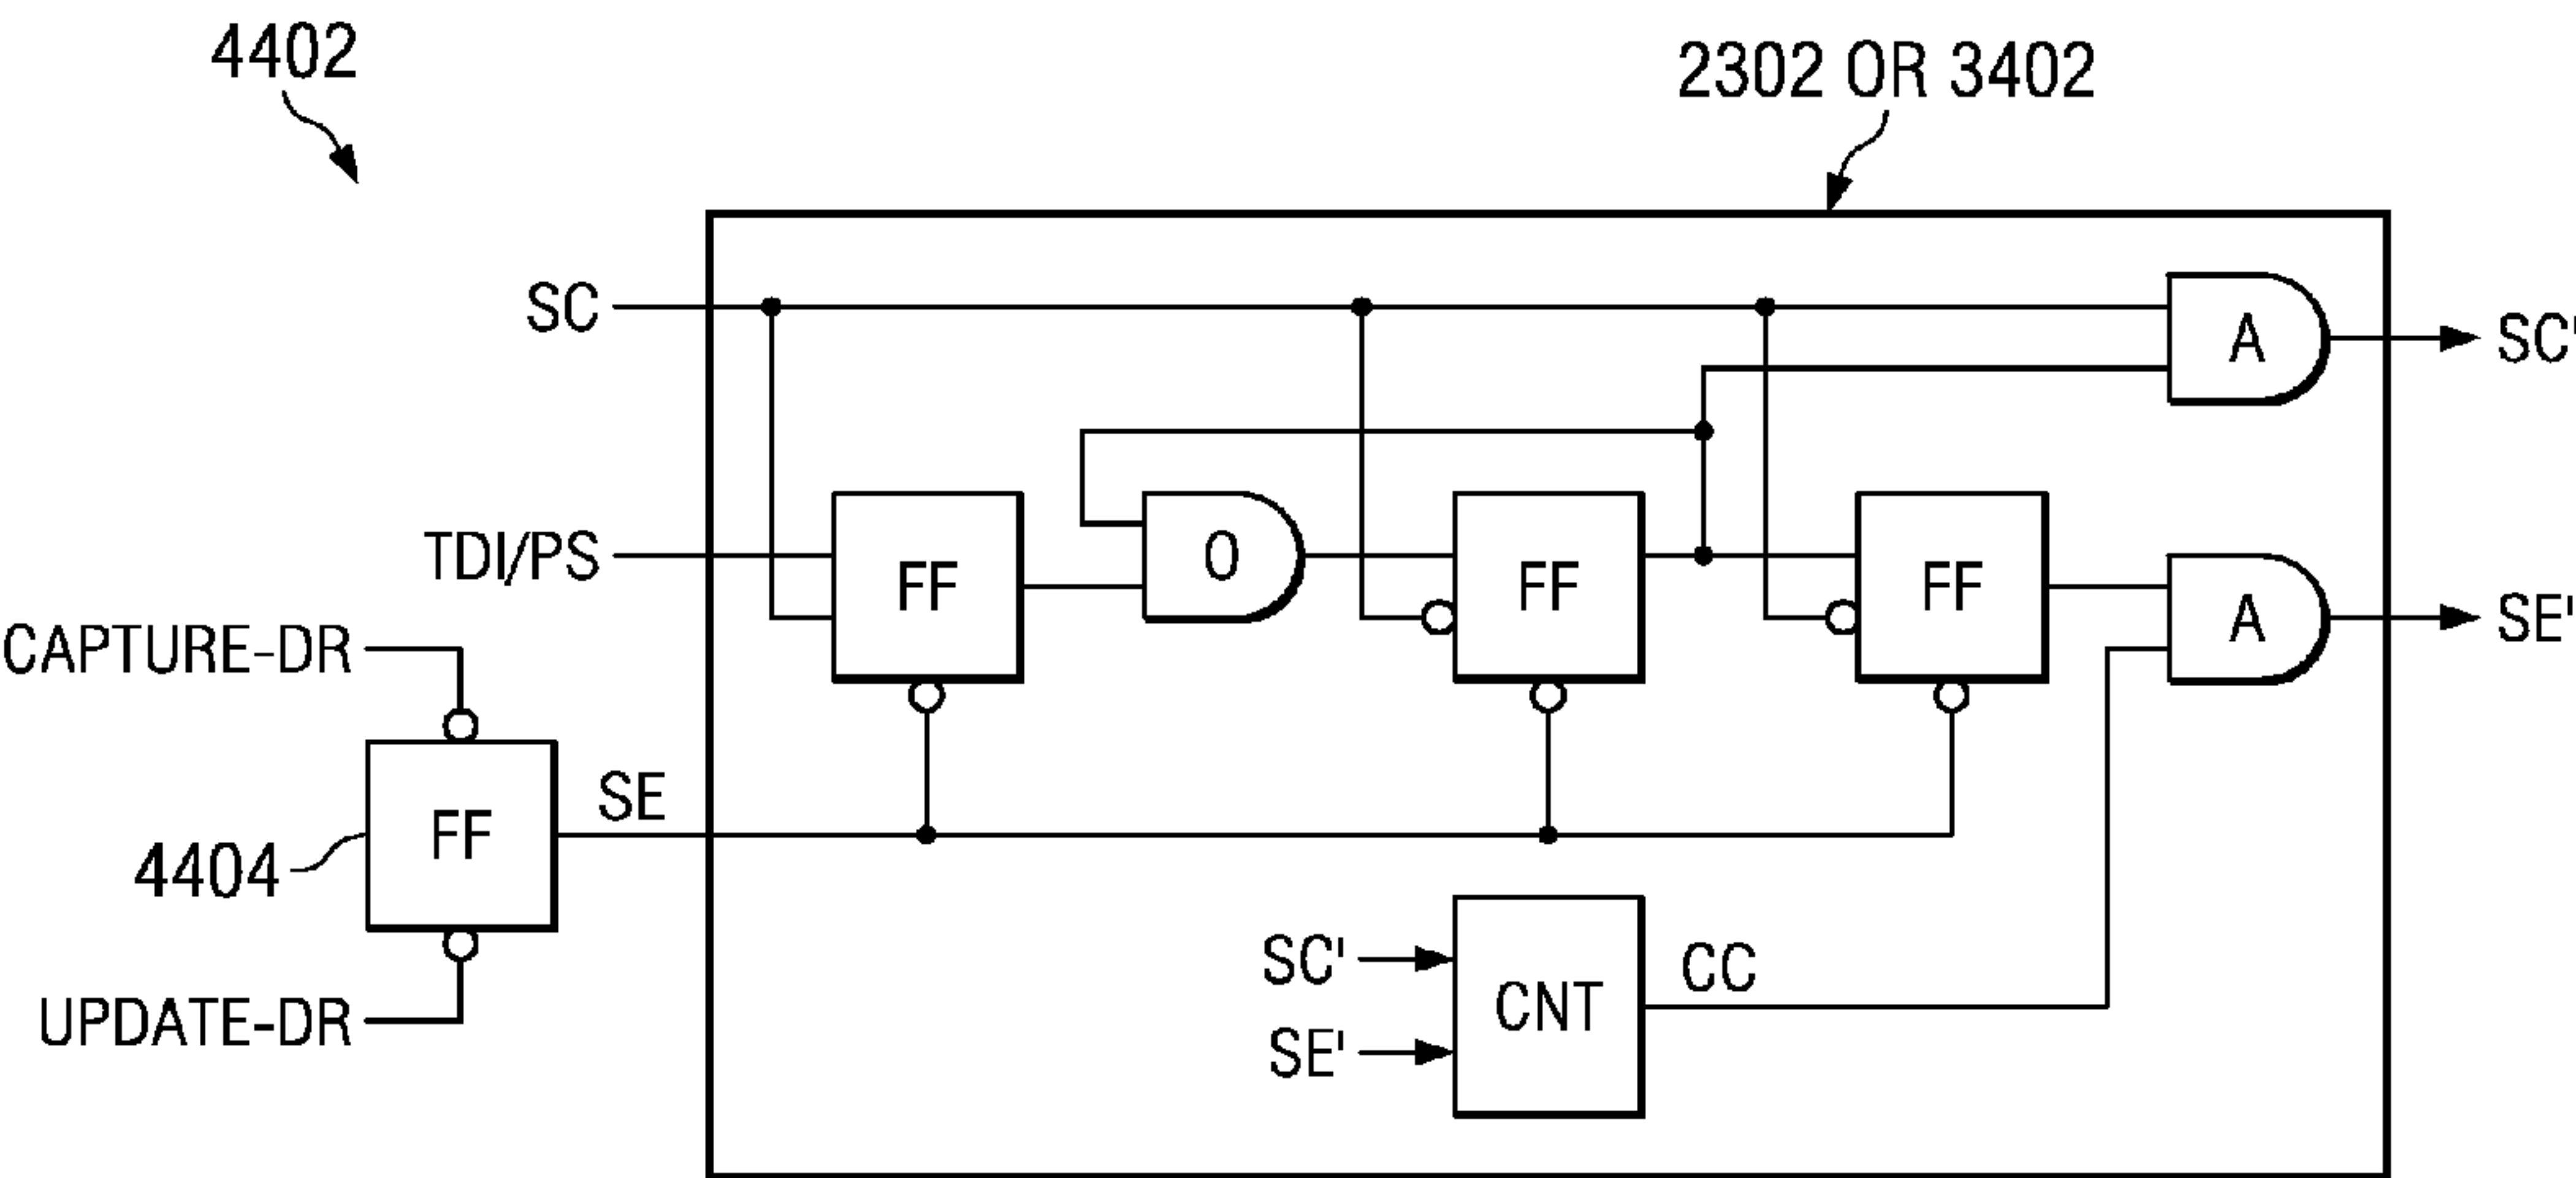 4402
2302 OR 3402
SC
A
SC'
TDI/PS
FF
O
FF
FF
A
SE'
CAPTURE-DR
FF
SE
4404
UPDATE-DR
SC'
SE'
CNT
CC